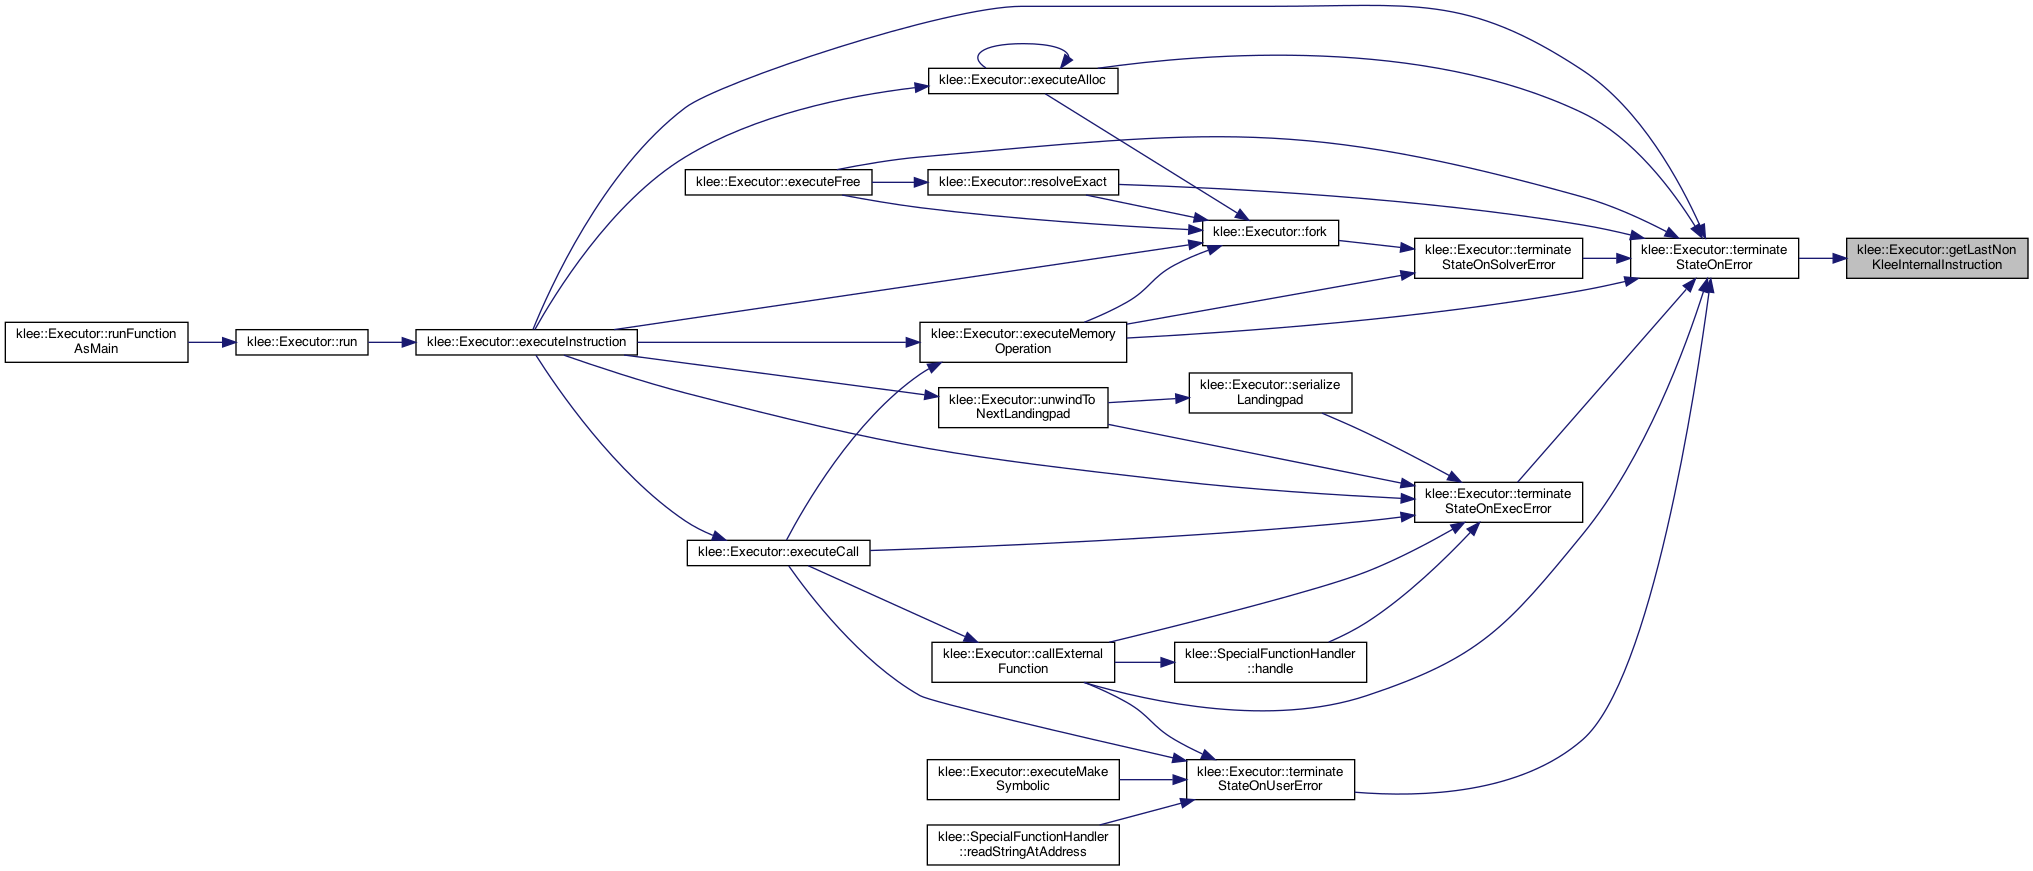 klee::Executor::executeAlloc
klee::Executor::executeFree
klee::Executor::resolveExact
klee::Executor::fork
klee::Executor::terminate
StateOnSolverError
klee::Executor::terminate
StateOnError
klee::Executor::getLastNon
KleeInternalInstruction
klee::Executor::runFunction
AsMain
klee::Executor::run
klee::Executor::executeInstruction
klee::Executor::executeMemory
Operation
klee::Executor::unwindTo
NextLandingpad
klee::Executor::serialize
Landingpad
klee::Executor::terminate
StateOnExecError
klee::Executor::executeCall
klee::Executor::callExternal
Function
klee::SpecialFunctionHandler
::handle
klee::Executor::executeMake
Symbolic
klee::Executor::terminate
StateOnUserError
klee::SpecialFunctionHandler
::readStringAtAddress